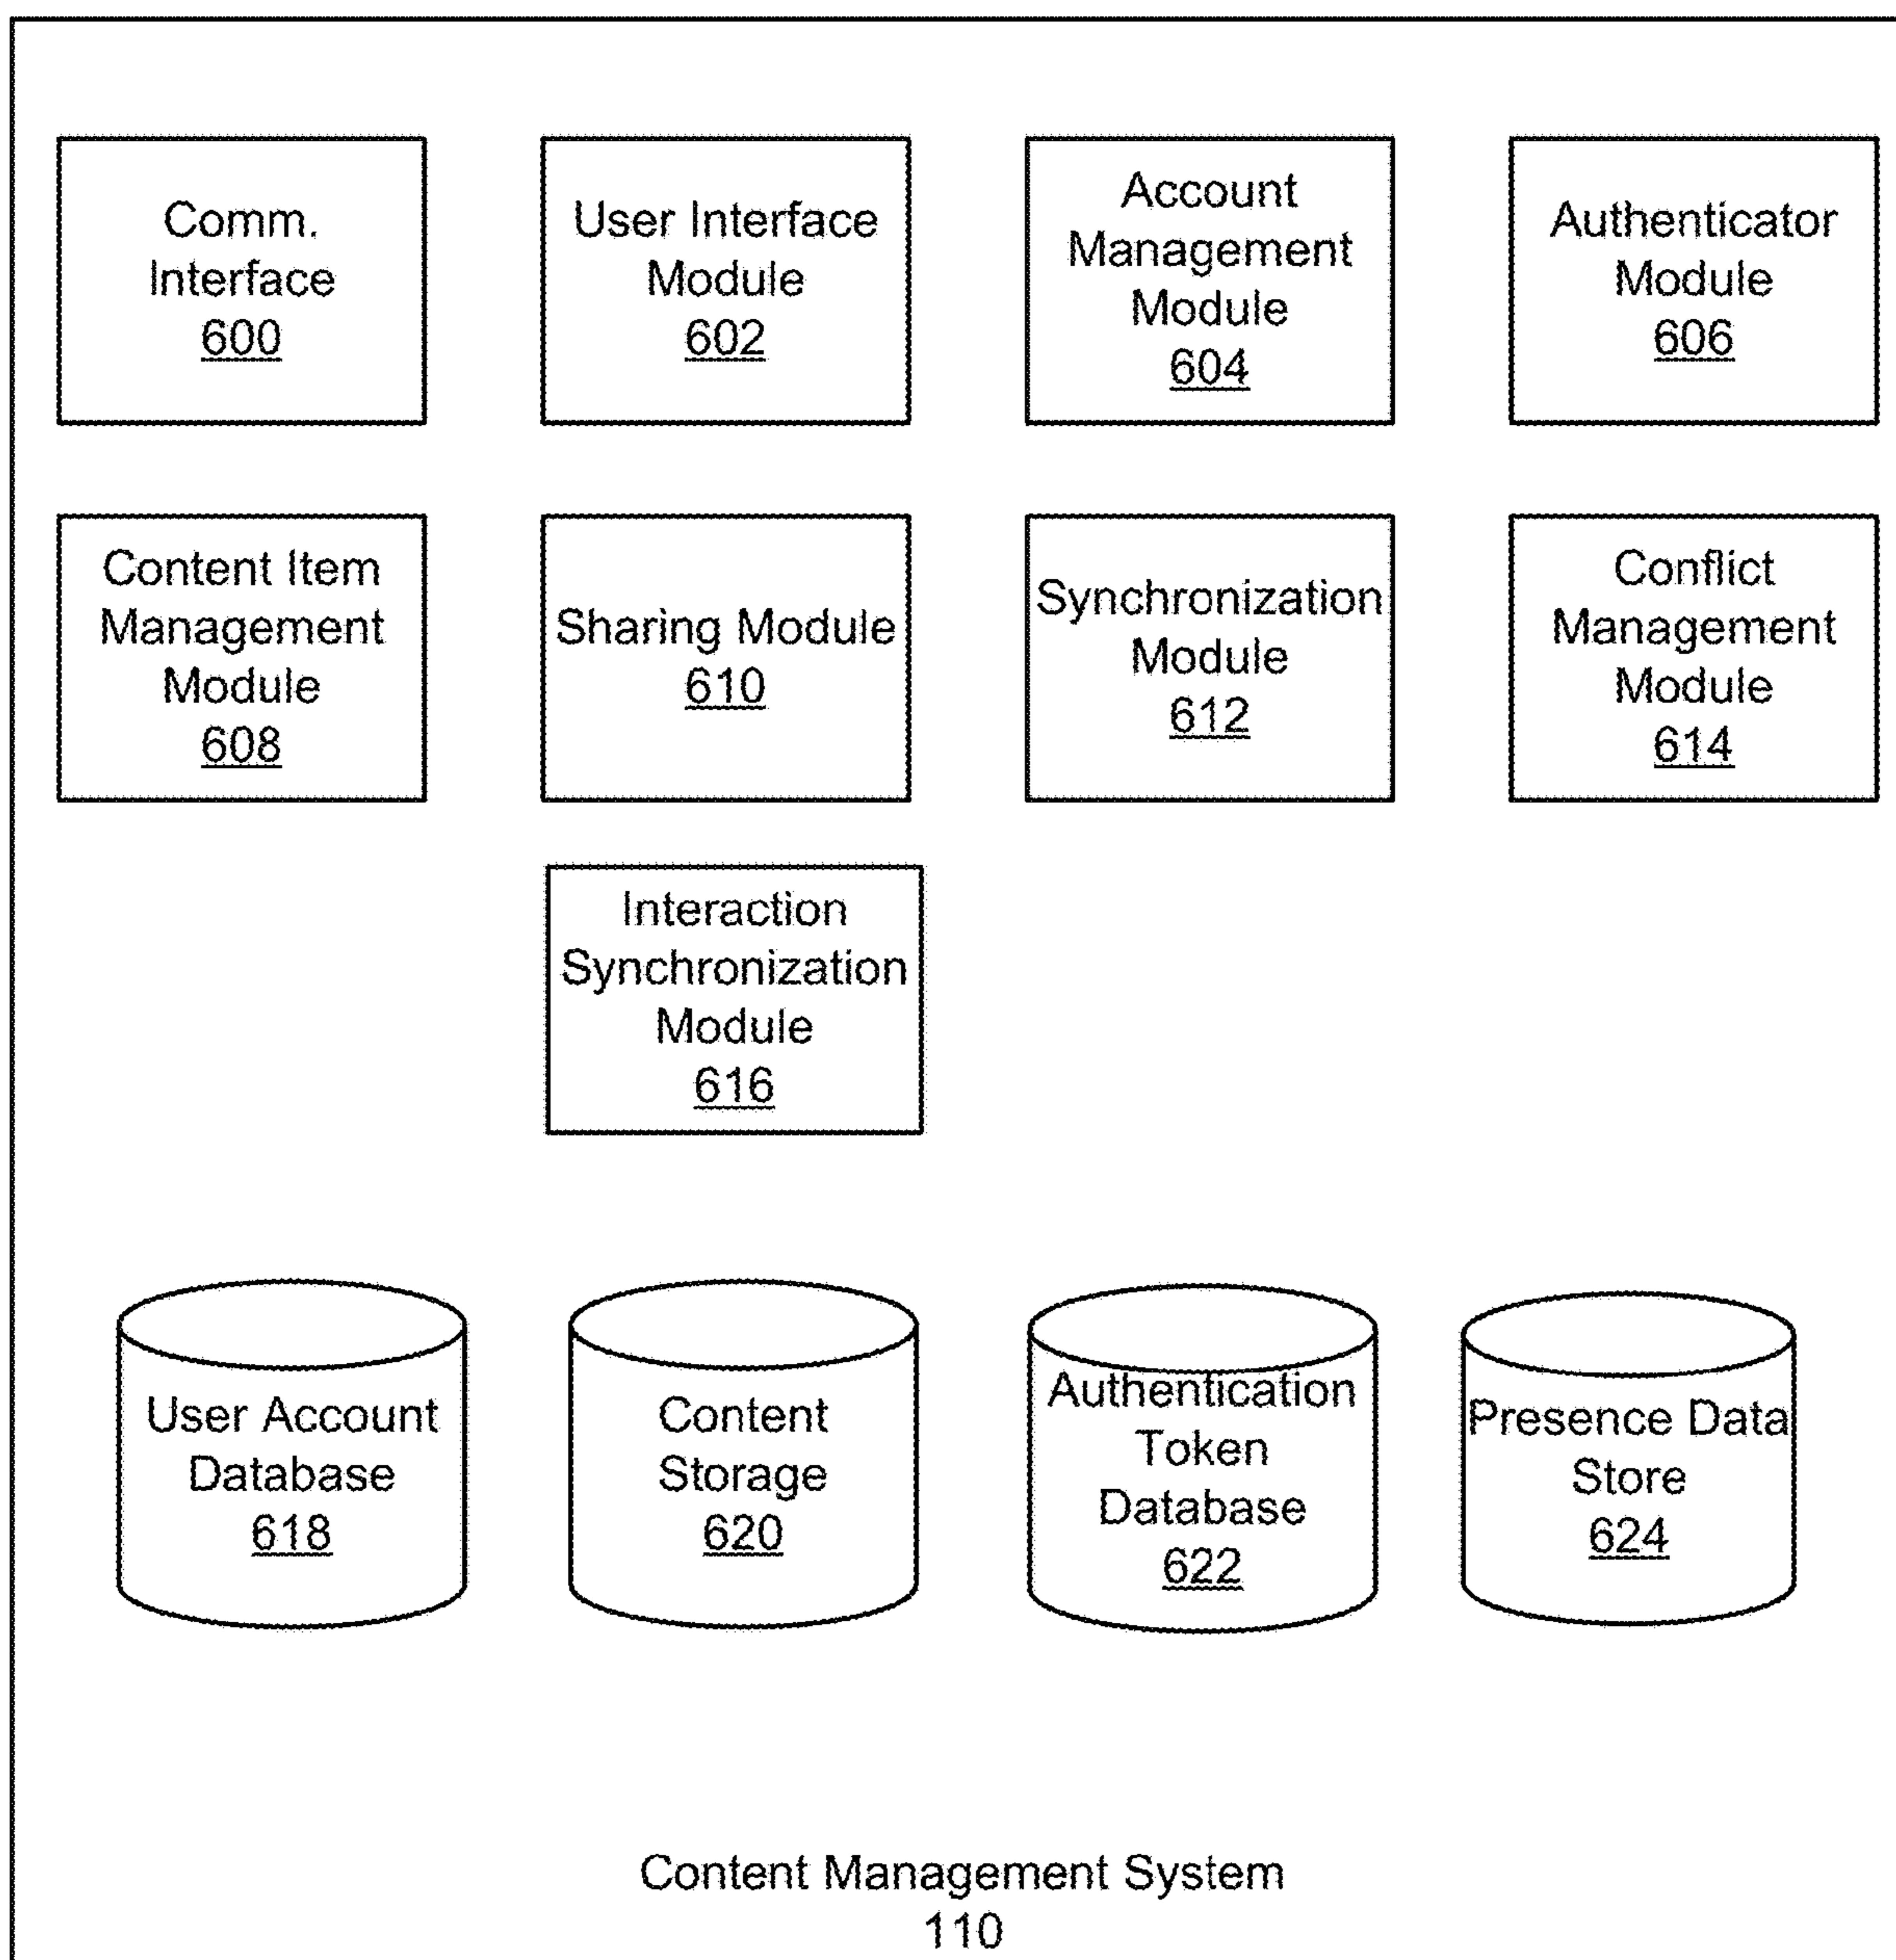 Comm.
Interface
600
User Interface
Module
602
Account
Management
Module
604
Authenticator
Module
606
Content Item
Management
Module
608
Sharing Module
610
Synchronization
Module
612
Conflict
Management
Module
614
Interaction
Synchronization
Module
616
User Account
Database
618
Content
Storage
620
Authentication
Token
Database
622
Presence Data
Store
624
Content Management System
110